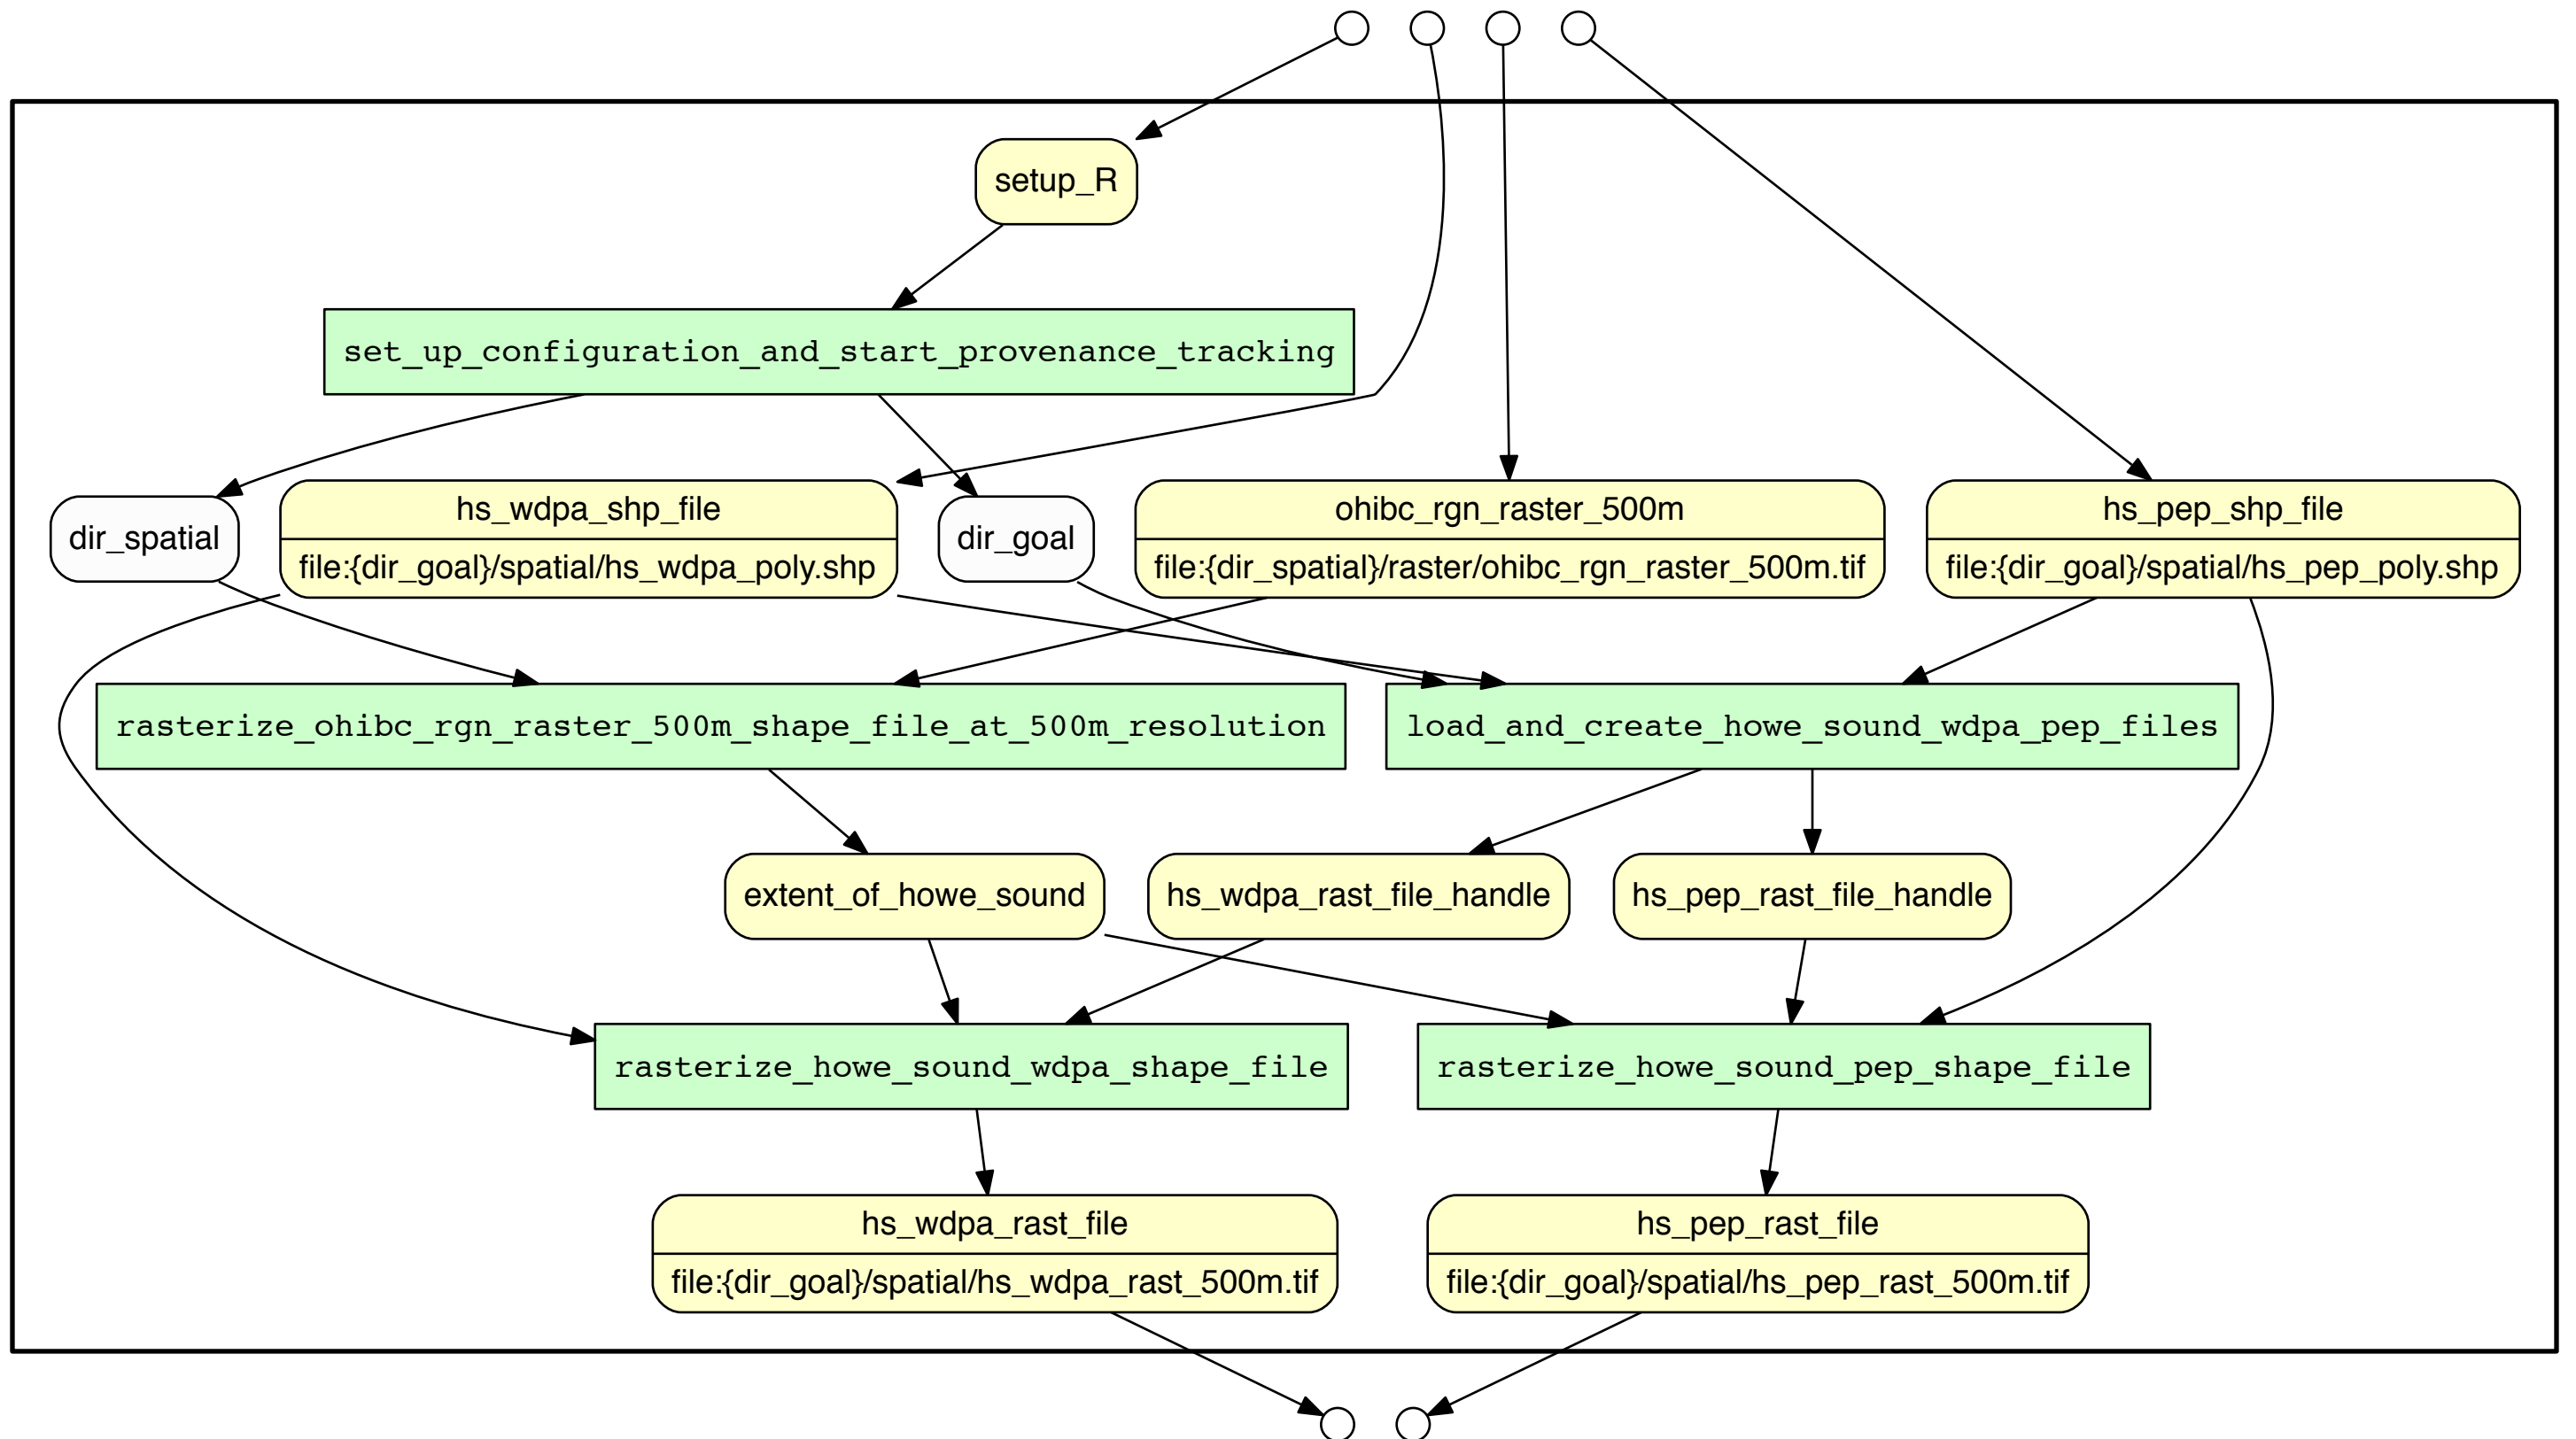 setup_R
set_up_configuration_and_start_provenance_tracking
dir_spatial
hs_wdpa_shp_file
file:{dir_goal}/spatial/hs_wdpa_poly.shp
dir_goal
ohibc_rgn_raster_500m
file:{dir_spatial}/raster/ohibc_rgn_raster_500m.tif
hs_pep_shp_file
file:{dir_goal}/spatial/hs_pep_poly.shp
rasterize_ohibc_rgn_raster_500m_shape_file_at_500m_resolution
load_and_create_howe_sound_wdpa_pep_files
extent_of_howe_sound
hs_wdpa_rast_file_handle
hs_pep_rast_file_handle
rasterize_howe_sound_wdpa_shape_file
rasterize_howe_sound_pep_shape_file
hs_wdpa_rast_file
file:{dir_goal}/spatial/hs_wdpa_rast_500m.tif
hs_pep_rast_file
file:{dir_goal}/spatial/hs_pep_rast_500m.tif